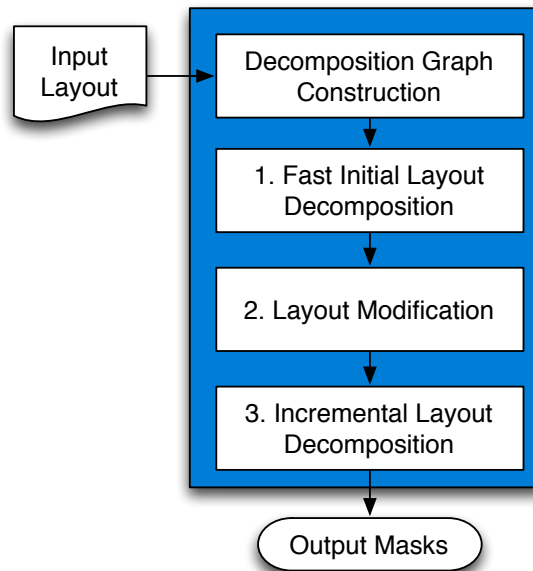 Input
Layout
Decomposition Graph
Construction
1. Fast Initial Layout
Decomposition
2. Layout Modification
3. Incremental Layout
Decomposition
Output Masks